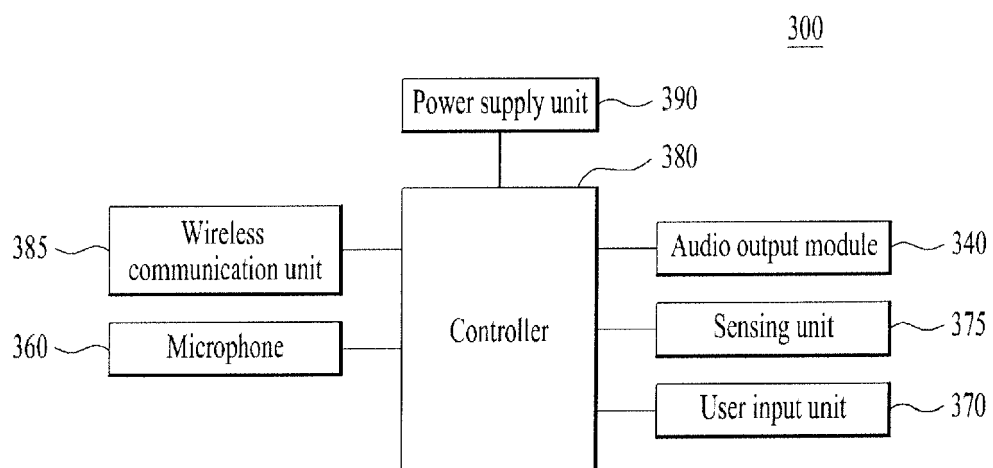 300
Power supply unit 390
380
385 Wireless
communication unit
Audio output module 340
360 Microphone
Controller
Sensing unit 375
User input unit 370